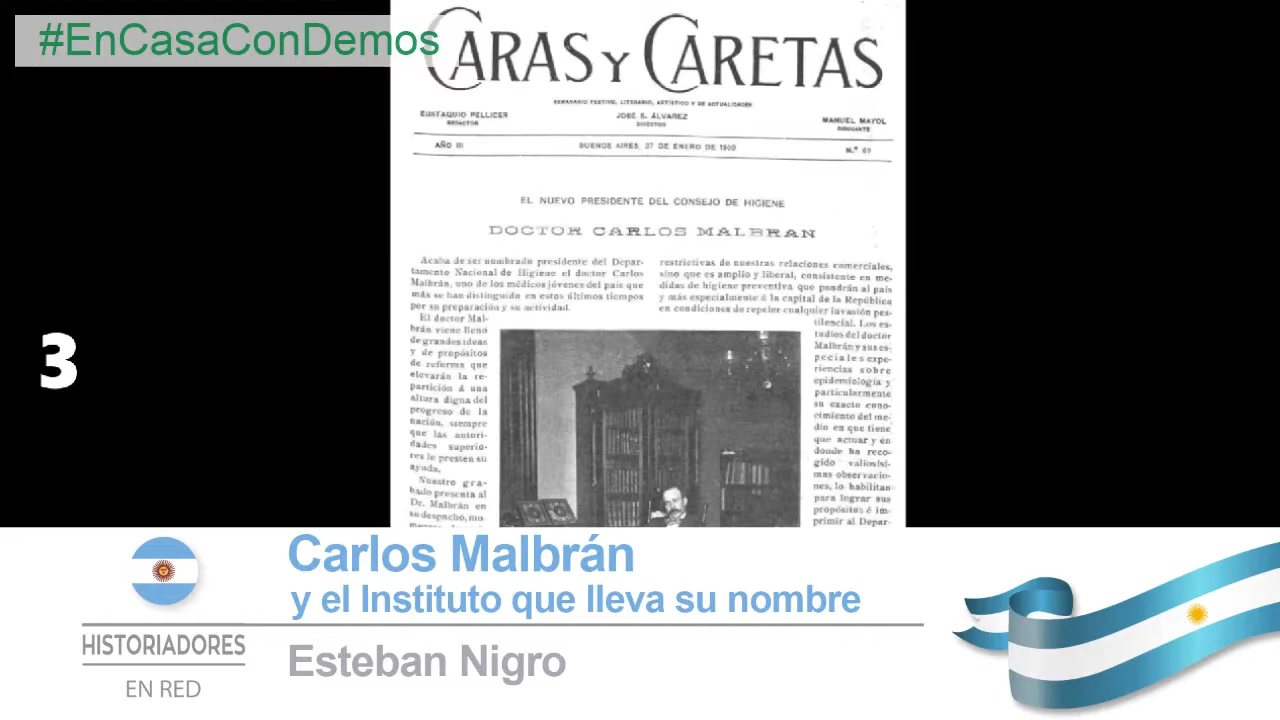 #EnCasaConDemos
CARAS Y CARETAS
SEMANARIO FESTIVO, LITERARIO, ARTÍSTICO Y DE ACTUALIDADES
EUSTAQUIO PELLICER
REDACTOR
JOSÉ S. ÁLVAREZ
DIRECTOR
MANUEL MAYOL
DIBUJANTE
AÑO III
BUENOS AIRES, 27 DE ENERO DE 1900
N.º 69
EL NUEVO PRESIDENTE DEL CONSEJO DE HIGIENE
DOCTOR CARLOS MALBRAN
Acaba de ser nombrado presidente del Depar-
tamento Nacional de Higiene el doctor Carlos
Malbrán, uno de los médicos jóvenes del país que
más se han distinguido en estos últimos tiempos
por su preparación y su actividad.
El doctor Mal-
brán viene lleno
de grandes ideas
y de propósitos
de reforma que
elevarán la re-
partición á una
altura digna del
progreso de la
nación, siempre
que las autori-
dades superio-
res le presten su
ayuda.
Nuestro gra-
bado presenta al
Dr. Malbrán en
su despacho, mo-
restrictivas de nuestras relaciones comerciales,
sino que es amplio y liberal, consistente en me-
didas de higiene preventiva que pondrán al país
y más especialmente á la capital de la República
en condiciones de repeler cualquier invasión pes-
tilencial. Los es-
tudios del doctor
Malbrán y sus es-
peciales expe-
riencias sobre
epidemiología y
particularmente
su exacto cono-
cimiento del me-
dio en que tiene
que actuar y en
donde ha reco-
gido valiosísi-
mas observacio-
nes, lo habilitan
para lograr sus
propósitos é im-
primir al Depar-
3
Carlos Malbrán
y el Instituto que lleva su nombre
HISTORIADORES
EN RED
Esteban Nigro